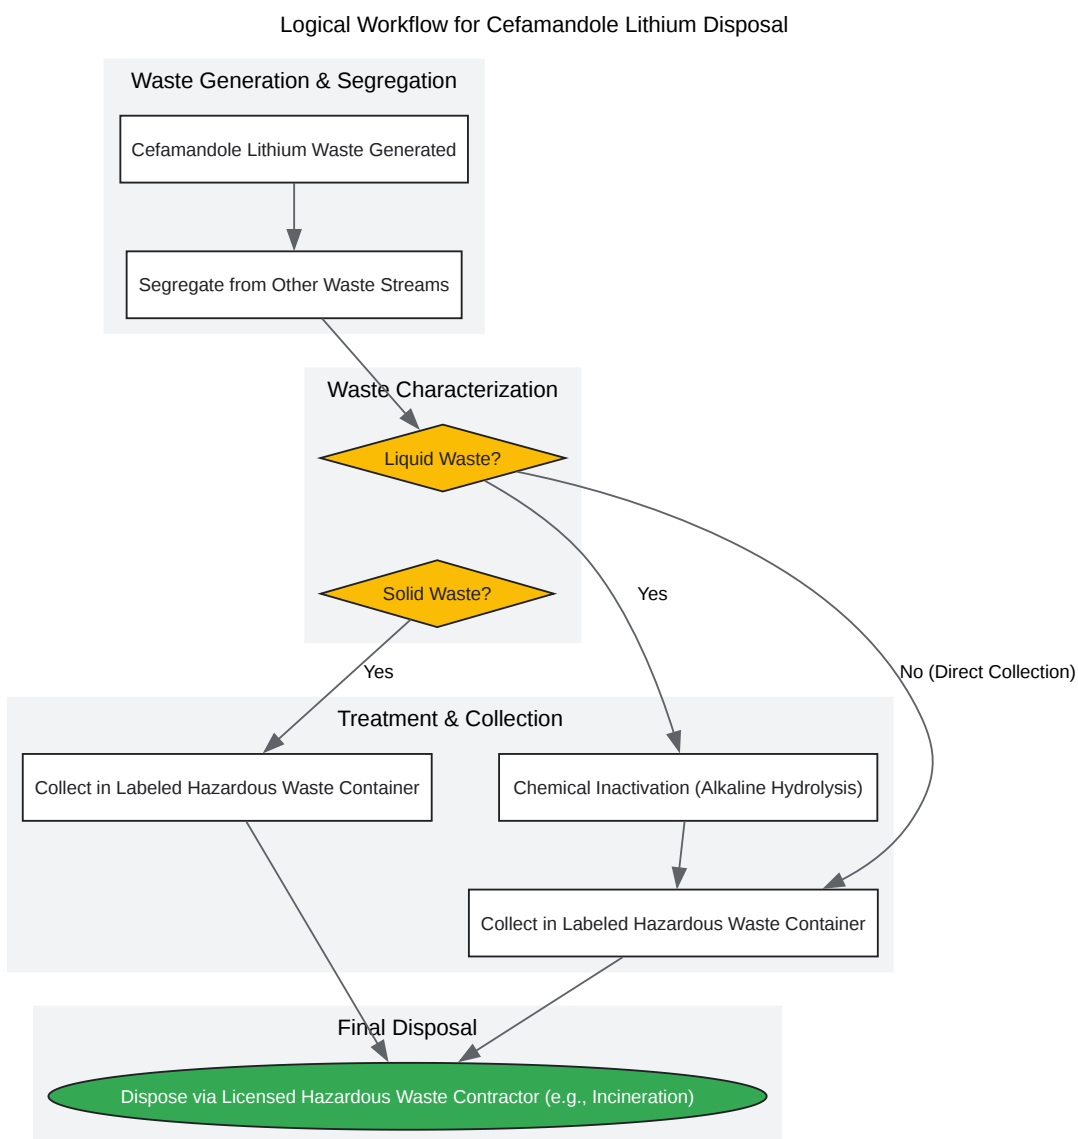 Logical Workflow for Cefamandole Lithium Disposal
Waste Generation & Segregation
Cefamandole Lithium Waste Generated
Segregate from Other Waste Streams
Waste Characterization
Liquid Waste?
Solid Waste?
Yes
Yes
No (Direct Collection)
Treatment & Collection
Collect in Labeled Hazardous Waste Container
Chemical Inactivation (Alkaline Hydrolysis)
Collect in Labeled Hazardous Waste Container
Final Disposal
Dispose via Licensed Hazardous Waste Contractor (e.g., Incineration)